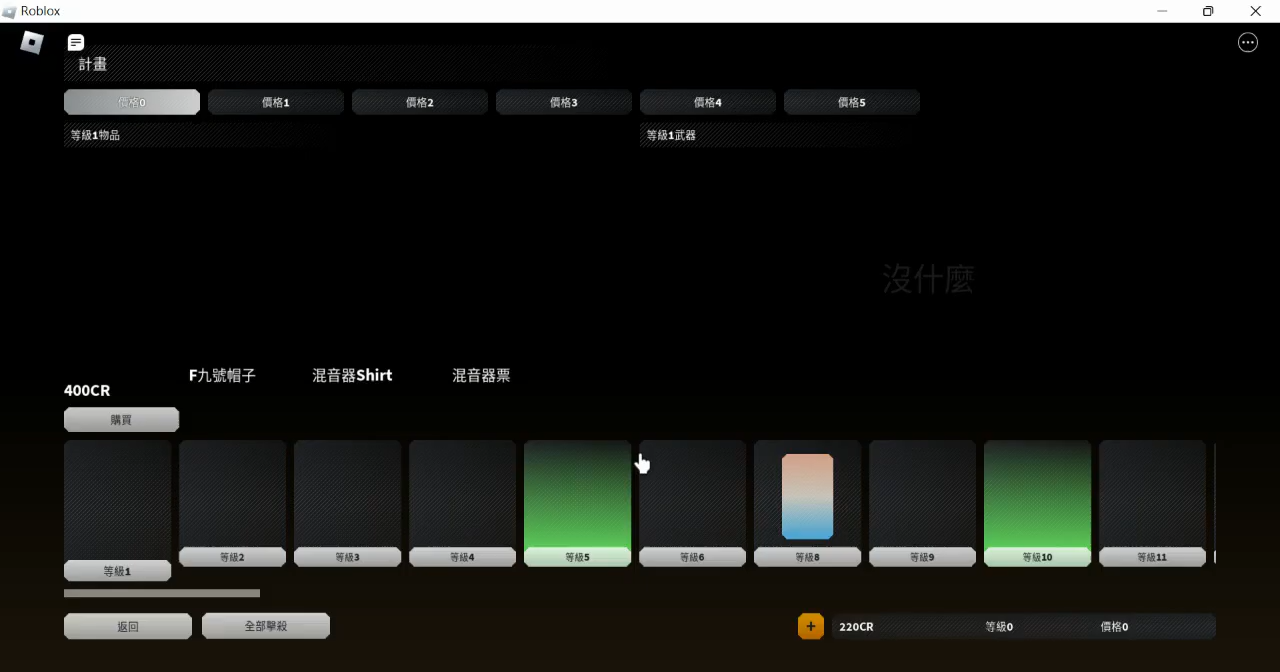 Roblox
計畫
價格0 價格1 價格2 價格3 價格4 價格5
等級1物品 等級1武器
沒什麼
F九號帽子 混音器Shirt 混音器票
400CR
購買
等級1 等級2 等級3 等級4 等級5 等級6 等級8 等級9 等級10 等級11
返回 全部擊殺 + 220CR 等級0 價格0